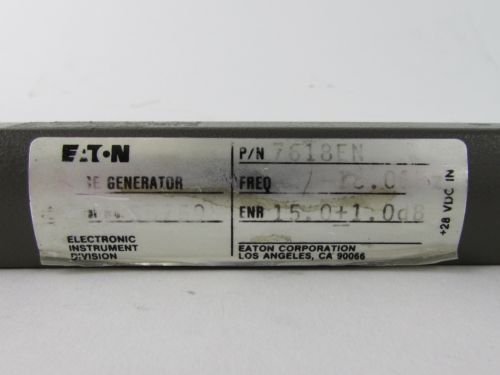 EATON
P/N 7618EN
SE GENERATOR
FREQ
ENR 15.0±1.0dB
ELECTRONIC
INSTRUMENT
DIVISION
EATON CORPORATION
LOS ANGELES, CA 90066
+28 VDC IN